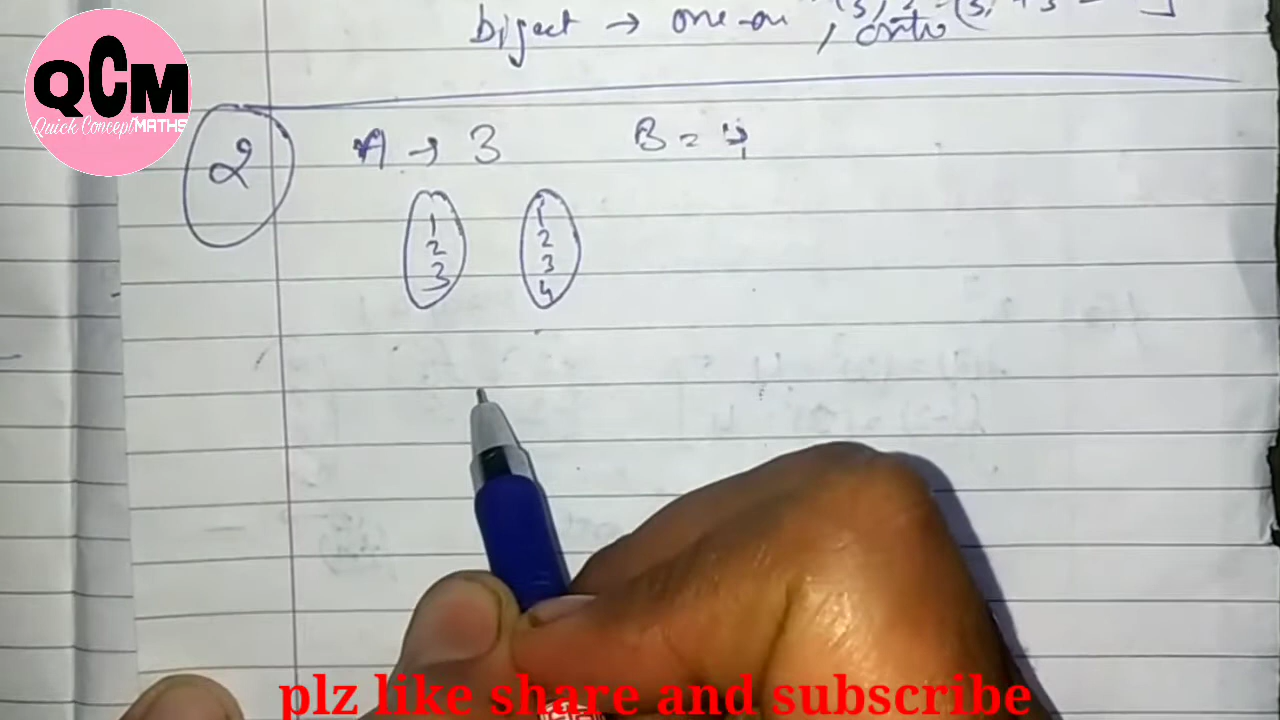 QCM
Quick Concept MATHS
biject → one-on , onto
2 A → 3 B = 4
1 1
2 2
3 3
4
plz like share and subscribe